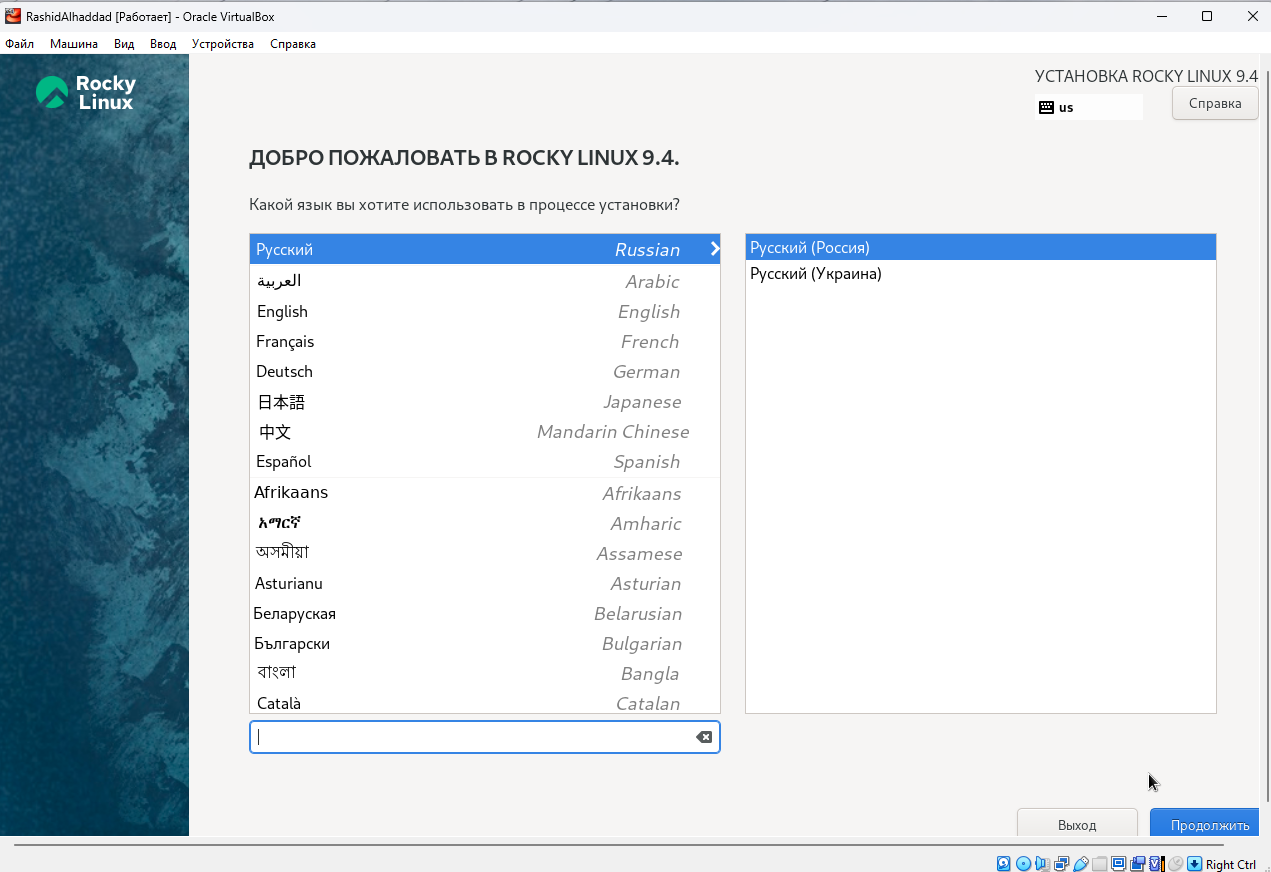 RashidAlhaddad [Работает] - Oracle VirtualBox
Файл Машина Вид Ввод Устройства Справка
Rocky
Linux
УСТАНОВКА ROCKY LINUX 9.4
us
Справка
ДОБРО ПОЖАЛОВАТЬ В ROCKY LINUX 9.4.
Какой язык вы хотите использовать в процессе установки?
Русский Russian
العربية Arabic
English English
Français French
Deutsch German
日本語 Japanese
中文 Mandarin Chinese
Español Spanish
Afrikaans Afrikaans
አማርኛ Amharic
অসমীয়া Assamese
Asturianu Asturian
Беларуская Belarusian
Български Bulgarian
বাংলা Bangla
Català Catalan
Русский (Россия)
Русский (Украина)
Выход
Продолжить
Right Ctrl